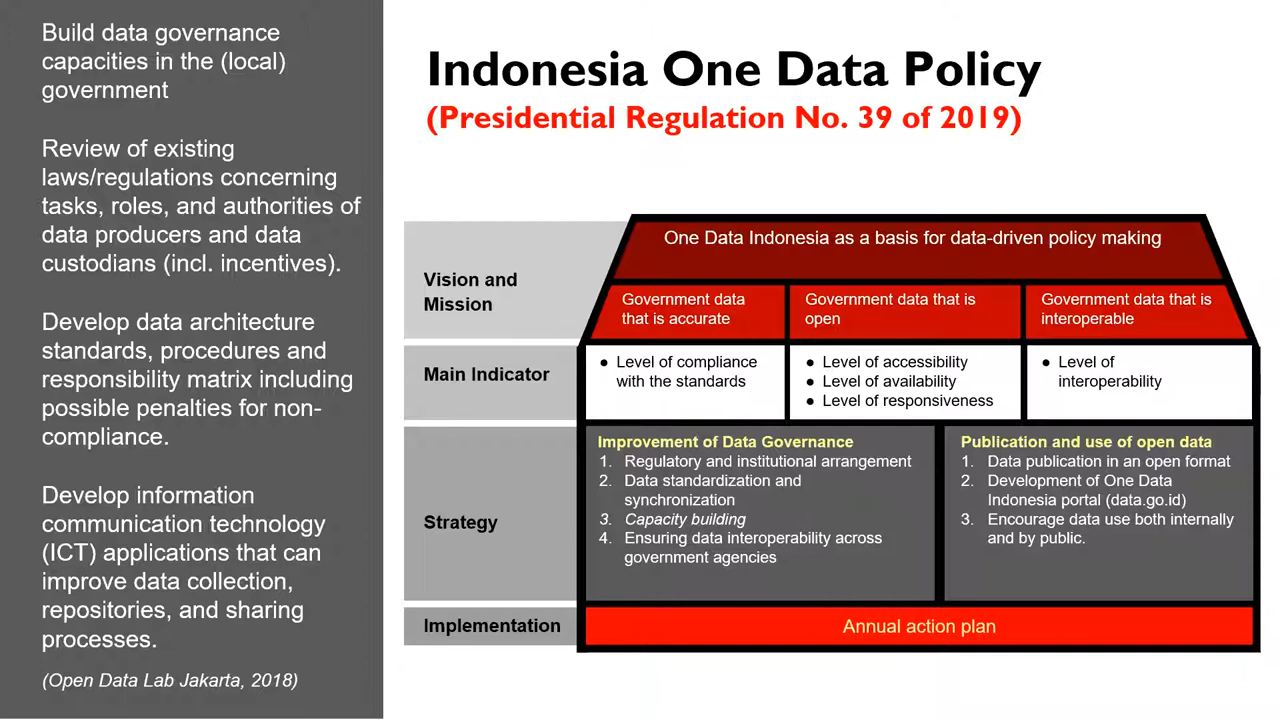 Build data governance
capacities in the (local)
government
Review of existing
laws/regulations concerning
tasks, roles, and authorities of
data producers and data
custodians (incl. incentives).
Develop data architecture
standards, procedures and
responsibility matrix including
possible penalties for non-
compliance.
Develop information
communication technology
(ICT) applications that can
improve data collection,
repositories, and sharing
processes.
(Open Data Lab Jakarta, 2018)
Indonesia One Data Policy
(Presidential Regulation No. 39 of 2019)
Vision and
Mission
One Data Indonesia as a basis for data-driven policy making
Government data
that is accurate
Government data that is
open
Government data that is
interoperable
Main Indicator
● Level of compliance
with the standards
● Level of accessibility
● Level of availability
● Level of responsiveness
● Level of
interoperability
Strategy
Improvement of Data Governance
1. Regulatory and institutional arrangement
2. Data standardization and
synchronization
3. Capacity building
4. Ensuring data interoperability across
government agencies
Publication and use of open data
1. Data publication in an open format
2. Development of One Data
Indonesia portal (data.go.id)
3. Encourage data use both internally
and by public.
Implementation
Annual action plan